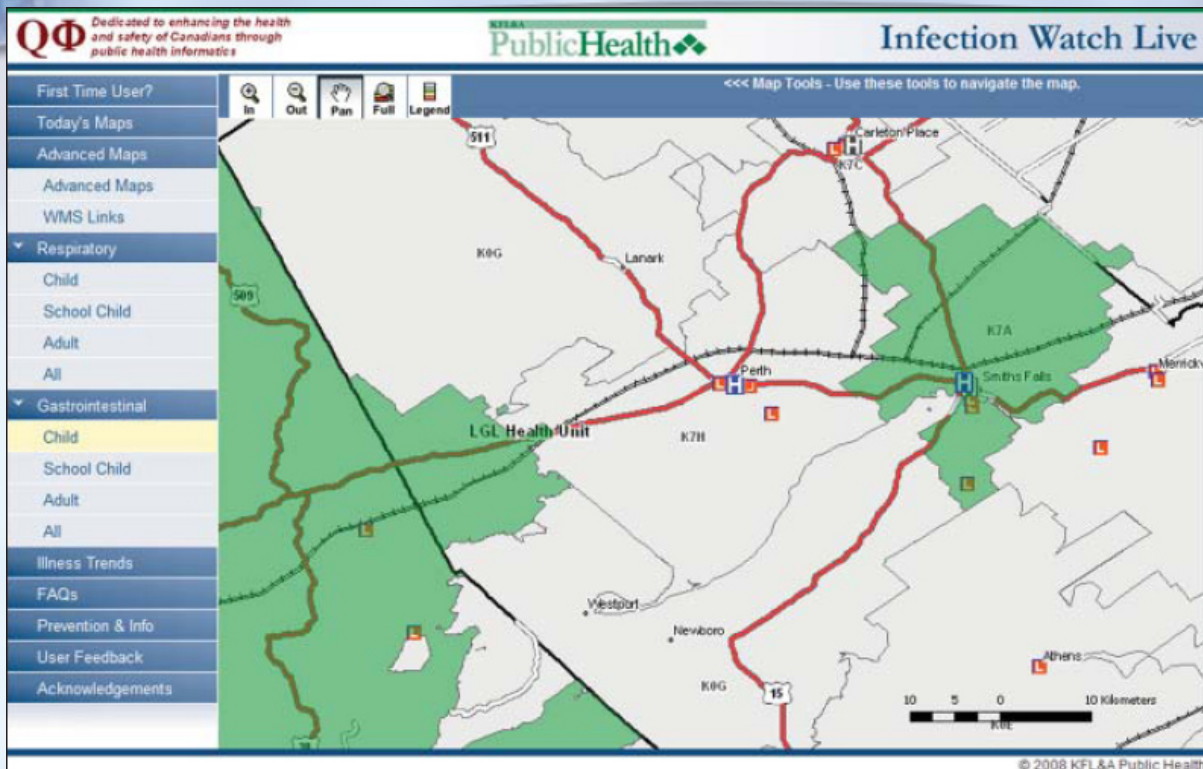 QΦ
Dedicated to enhancing the health
and safety of Canadians through
public health informatics
KFL&A
PublicHealth
Infection Watch Live
First Time User?
Today's Maps
Advanced Maps
Advanced Maps
WMS Links
Respiratory
Child
School Child
Adult
All
Gastrointestinal
Child
School Child
Adult
All
Illness Trends
FAQs
Prevention & Info
User Feedback
Acknowledgements
In
Out
Pan
Full
Legend
<<< Map Tools - Use these tools to navigate the map.
511
L
H
Carleton Place
K7C
K0G
Lanark
509
K7A
Perth
L
H
H
Smiths Falls
L
L
L
LGL Health Unit
K7H
L
L
L
L
L
Westport
Newboro
Athens
L
K0G
15
10 5 0 10 Kilometers
K0E
© 2008 KFL&A Public Health